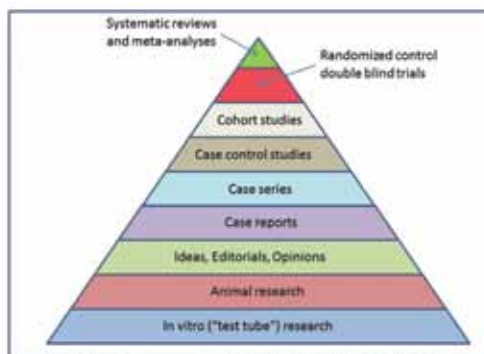 Systematic reviews
and meta-analyses
Randomized control
double blind trials
Cohort studies
Case control studies
Case series
Case reports
Ideas, Editorials, Opinions
Animal research
In vitro ("test tube") research